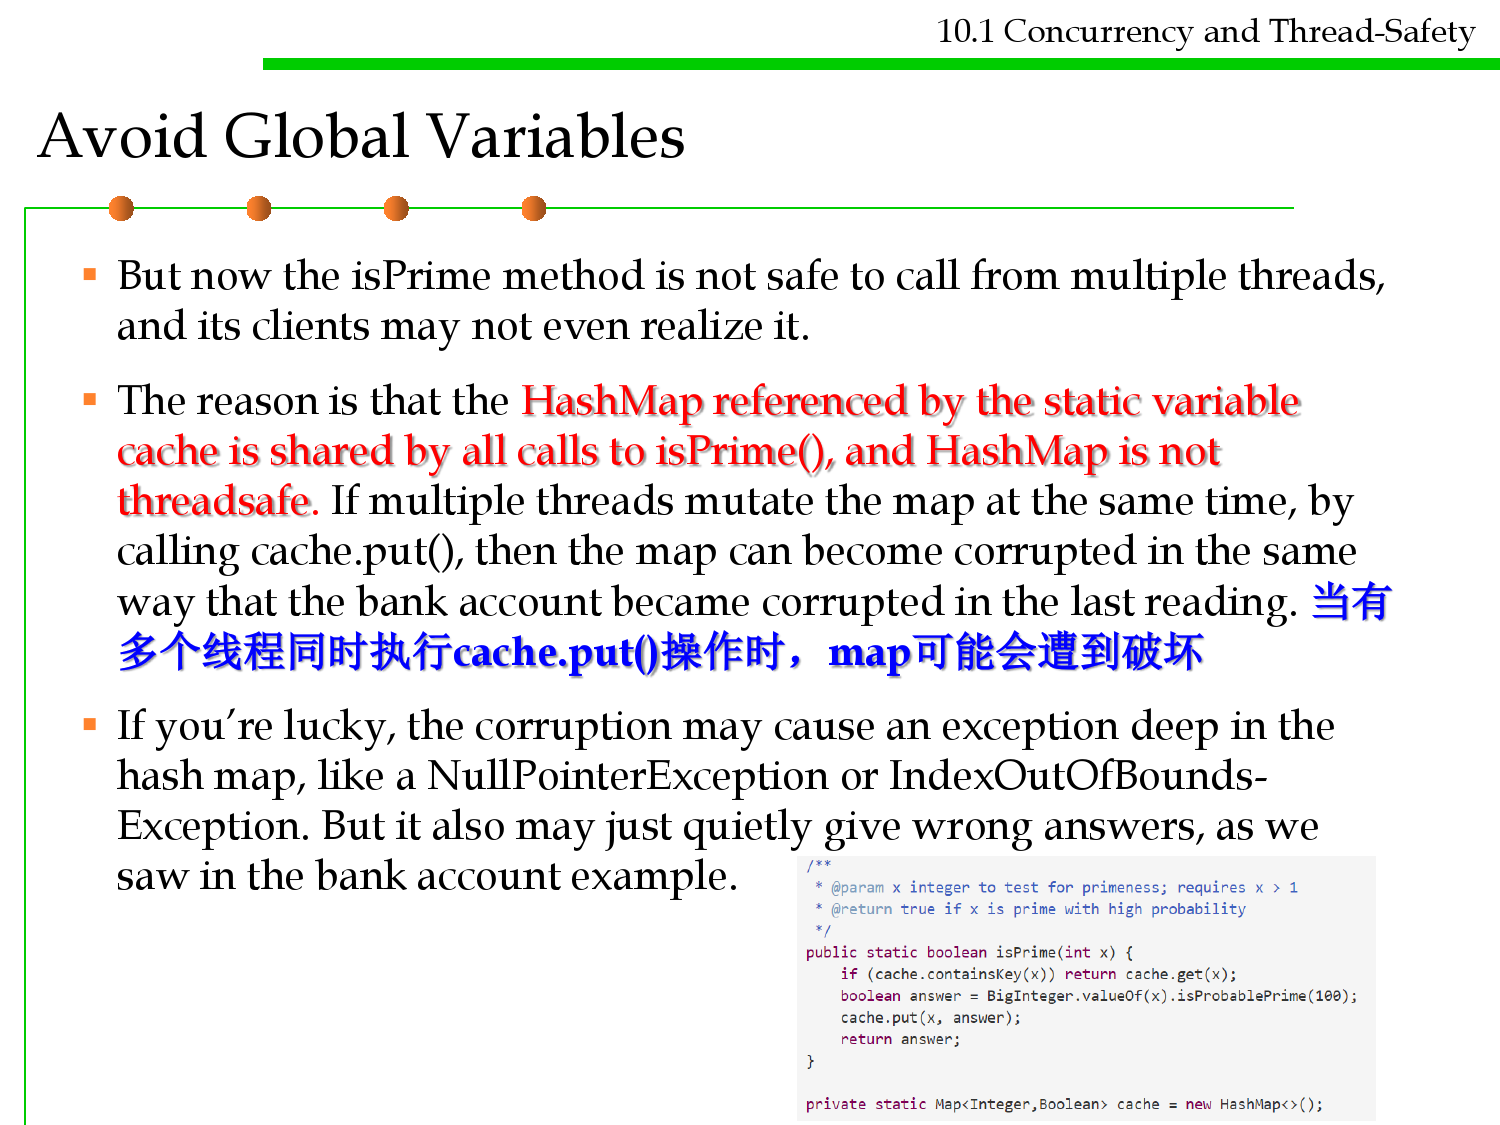 10.1 Concurrency and Thread-Safety
Avoid Global Variables
▪ But now the isPrime method is not safe to call from multiple threads,
and its clients may not even realize it.
▪ The reason is that the HashMap referenced by the static variable
cache is shared by all calls to isPrime(), and HashMap is not
threadsafe. If multiple threads mutate the map at the same time, by
calling cache.put(), then the map can become corrupted in the same
way that the bank account became corrupted in the last reading. 当有
多个线程同时执行cache.put()操作时，map可能会遭到破坏
▪ If you’re lucky, the corruption may cause an exception deep in the
hash map, like a NullPointerException or IndexOutOfBounds-
Exception. But it also may just quietly give wrong answers, as we
saw in the bank account example.
/**
 * @param x integer to test for primeness; requires x > 1
 * @return true if x is prime with high probability
 */
public static boolean isPrime(int x) {
    if (cache.containsKey(x)) return cache.get(x);
    boolean answer = BigInteger.valueOf(x).isProbablePrime(100);
    cache.put(x, answer);
    return answer;
}
private static Map<Integer,Boolean> cache = new HashMap<>();